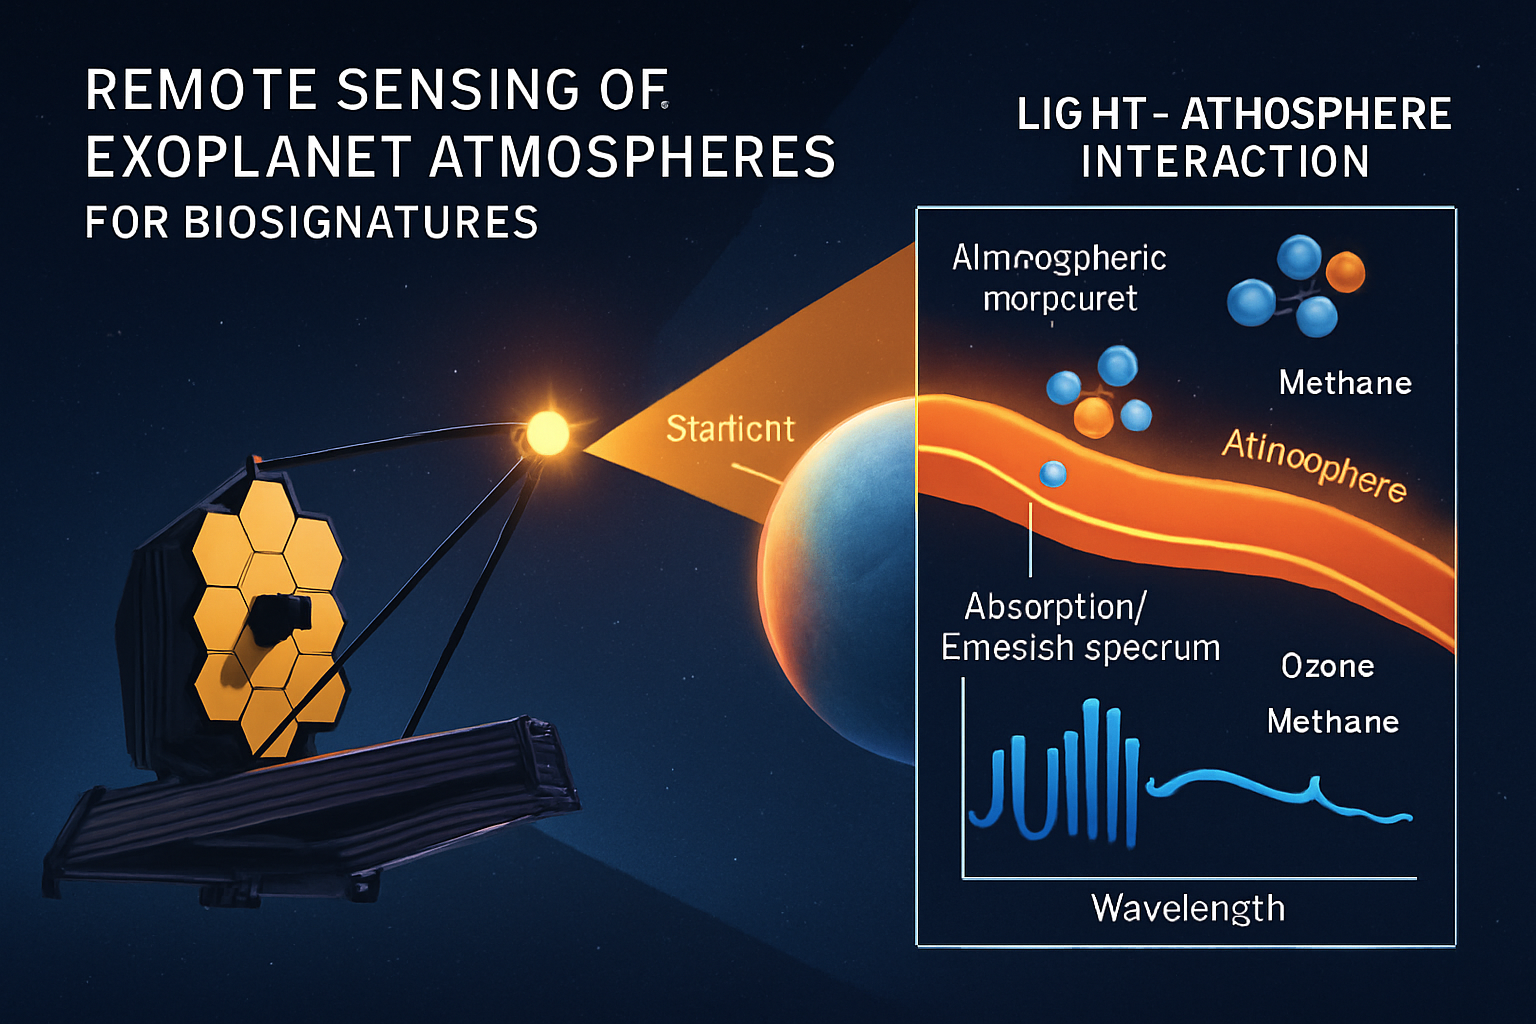 REMOTE SENSING OF
EXOPLANET ATMOSPHERES
FOR BIOSIGNATURES
LIGHT-ATHOSPHERE
INTERACTION
Starticnt
Almrogpheric
morpcuret
Methane
Atinoophere
Absorption/
Emesish specrum
Ozone
Methane
Wavelength